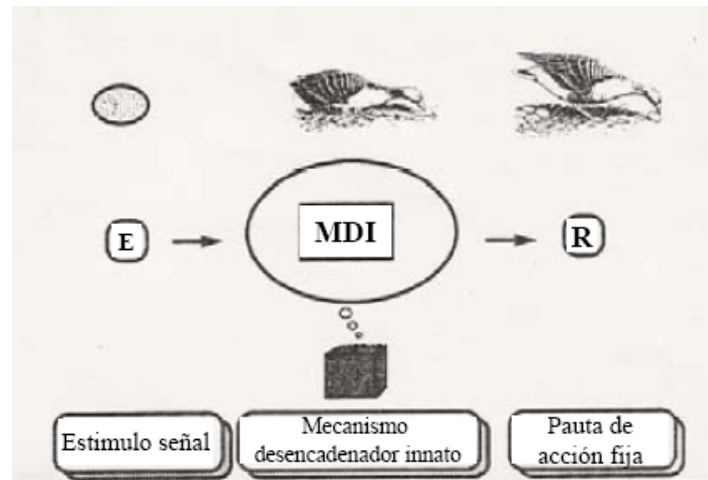 E
MDI
R
Estimulo señal
Mecanismo
desencadenador innato
Pauta de
acción fija